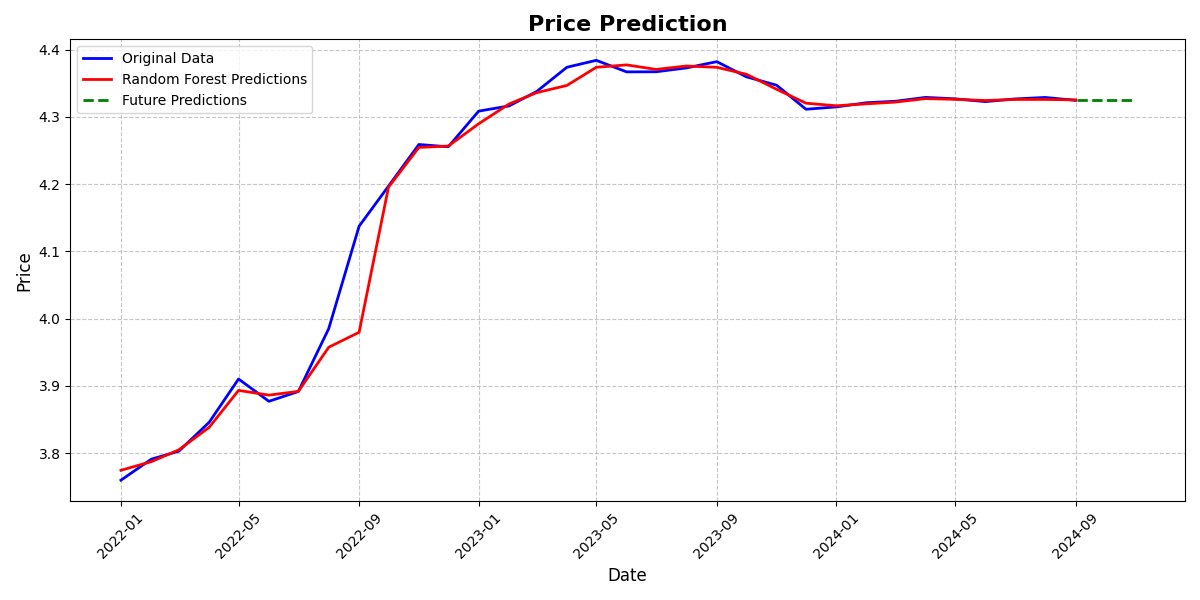 Price Prediction
Original Data
Random Forest Predictions
Future Predictions
Price
4.4
4.3
4.2
4.1
4.0
3.9
3.8
2022-01
2022-05
2022-09
2023-01
2023-05
2023-09
2024-01
2024-05
2024-09
Date